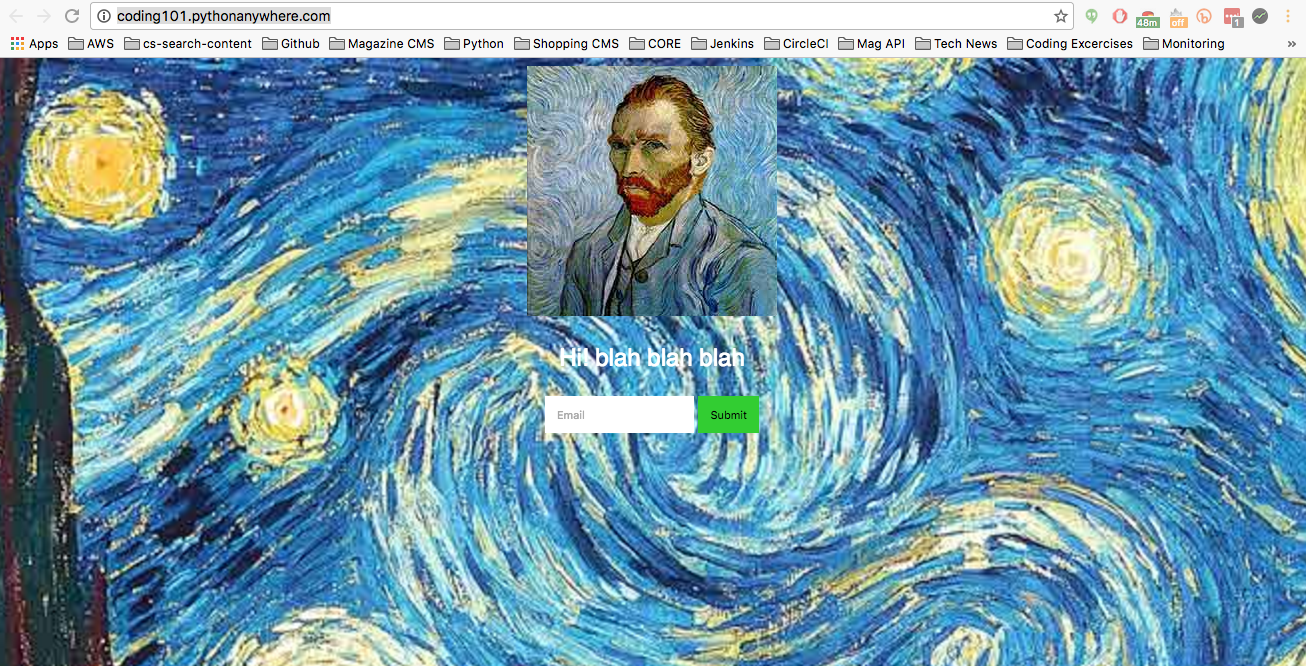 coding101.pythonanywhere.com
48m off 1
Apps AWS cs-search-content Github Magazine CMS Python Shopping CMS CORE Jenkins CircleCI Mag API Tech News Coding Excercises Monitoring »
Hi! blah blah blah
Email Submit